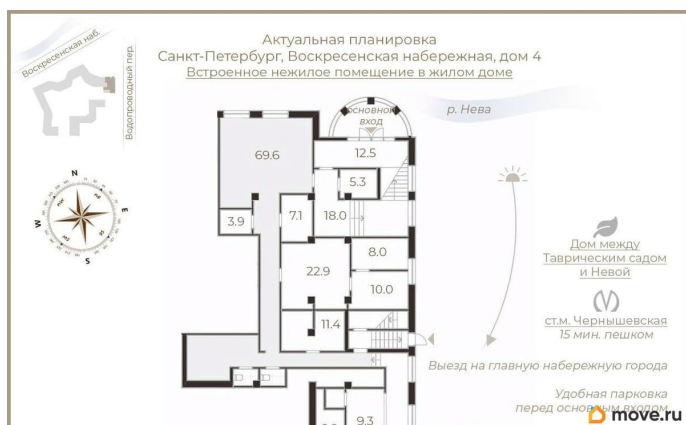 Актуальная планировка
Санкт-Петербург, Воскресенская набережная, дом 4
Встроенное нежилое помещение в жилом доме
Воскресенская наб.
Водопроводный пер.
основной
вход
р. Нева
69.6
12.5
5.3
7.1
18.0
3.9
8.0
22.9
10.0
11.4
9.3
N
E
S
W
Дом между
Таврическим садом
и Невой
ст.м. Чернышевская
15 мин. пешком
Выезд на главную набережную города
Удобная парковка
перед основным входом
move.ru